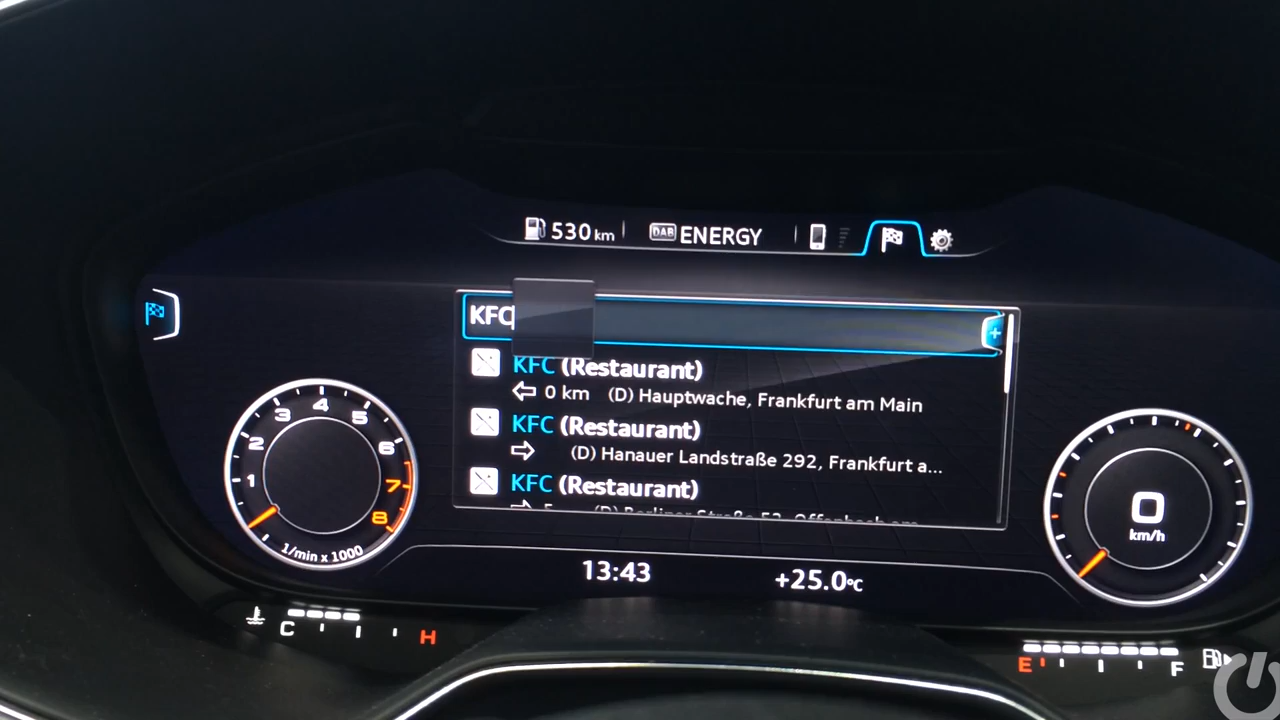 530 km
DAB ENERGY
KFC
KFC (Restaurant)
0 km (D) Hauptwache, Frankfurt am Main
KFC (Restaurant)
(D) Hanauer Landstraße 292, Frankfurt a...
KFC (Restaurant)
(D) Berliner Straße
1 2 3 4 5 6 7 8
1/min x 1000
0
km/h
13:43
+25.0°C
C H
E F